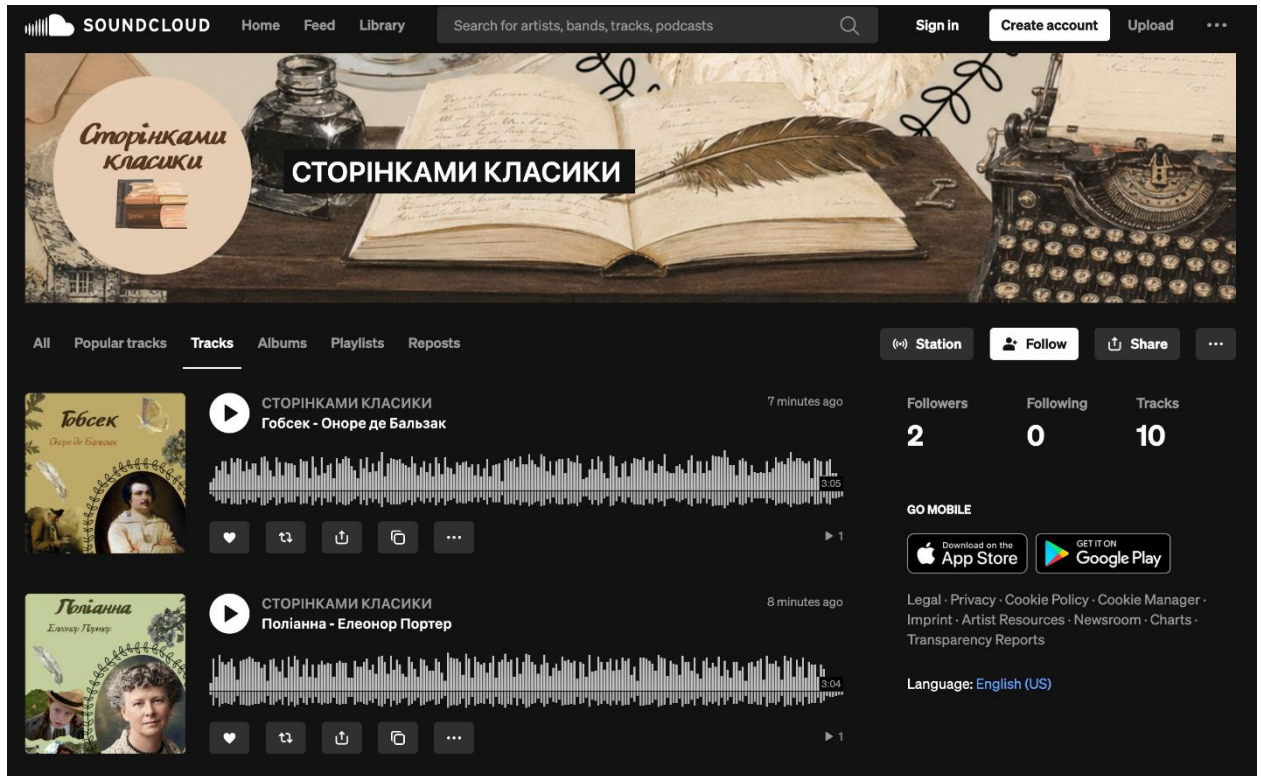 SOUNDCLOUD Home Feed Library Search for artists, bands, tracks, podcasts Sign in Create account Upload
Сторінками
класики
СТОРІНКАМИ КЛАСИКИ
All Popular tracks Tracks Albums Playlists Reposts Station Follow Share
Гобсек
Оноре де Бальзак
СТОРІНКАМИ КЛАСИКИ 7 minutes ago
Гобсек - Оноре де Бальзак
3:05
1
Followers Following Tracks
2 0 10
GO MOBILE
Download on the
App Store
GET IT ON
Google Play
Поліанна
Елеонор Портер
СТОРІНКАМИ КЛАСИКИ 8 minutes ago
Поліанна - Елеонор Портер
3:04
1
Legal · Privacy · Cookie Policy · Cookie Manager ·
Imprint · Artist Resources · Newsroom · Charts ·
Transparency Reports
Language: English (US)